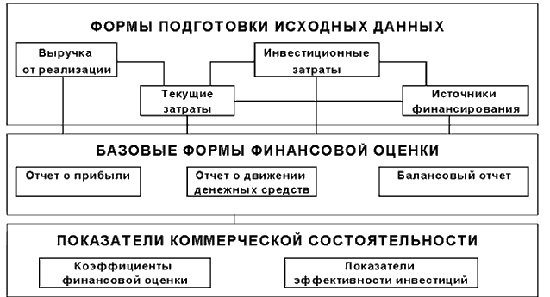 ФОРМЫ ПОДГОТОВКИ ИСХОДНЫХ ДАННЫХ
Выручка
от реализации
Инвестиционные
затраты
Текущие
затраты
Источники
финансирования
БАЗОВЫЕ ФОРМЫ ФИНАНСОВОЙ ОЦЕНКИ
Отчет о прибыли
Отчет о движении
денежных средств
Балансовый отчет
ПОКАЗАТЕЛИ КОММЕРЧЕСКОЙ СОСТОЯТЕЛЬНОСТИ
Коэффициенты
финансовой оценки
Показатели
эффективности инвестиций